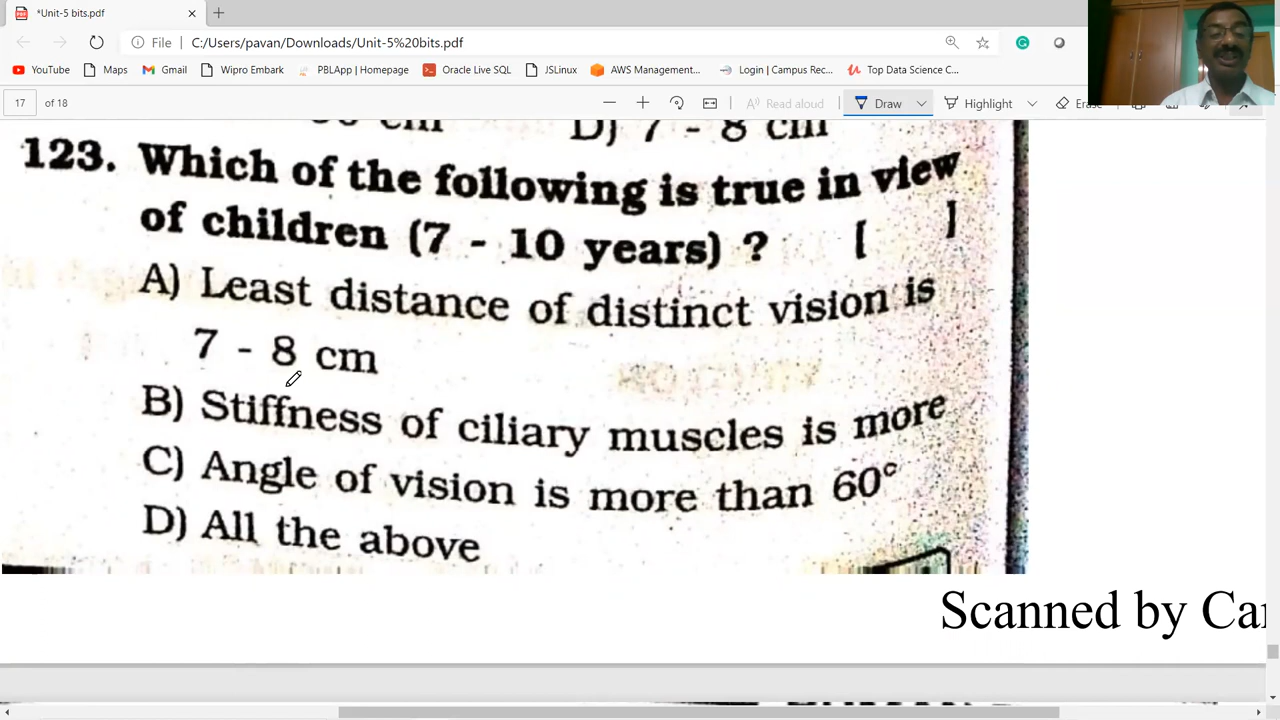 *Unit-5 bits.pdf
File
C:/Users/pavan/Downloads/Unit-5%20bits.pdf
YouTube Maps Gmail Wipro Embark PBLApp | Homepage Oracle Live SQL JSLinux AWS Management... Login | Campus Rec... Top Data Science C...
17 of 18 Read aloud Draw Highlight Erase
cm D) 7 - 8 cm
123. Which of the following is true in view
of children (7 - 10 years) ? [ ]
A) Least distance of distinct vision is
7 - 8 cm
B) Stiffness of ciliary muscles is more
C) Angle of vision is more than 60°
D) All the above
Scanned by